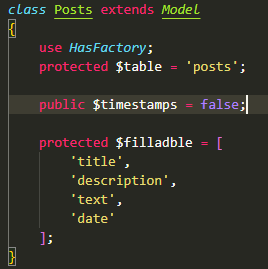 class Posts extends Model
{
use HasFactory;
protected $table = 'posts';
public $timestamps = false;
protected $filladble = [
'title',
'description',
'text',
'date'
];
}